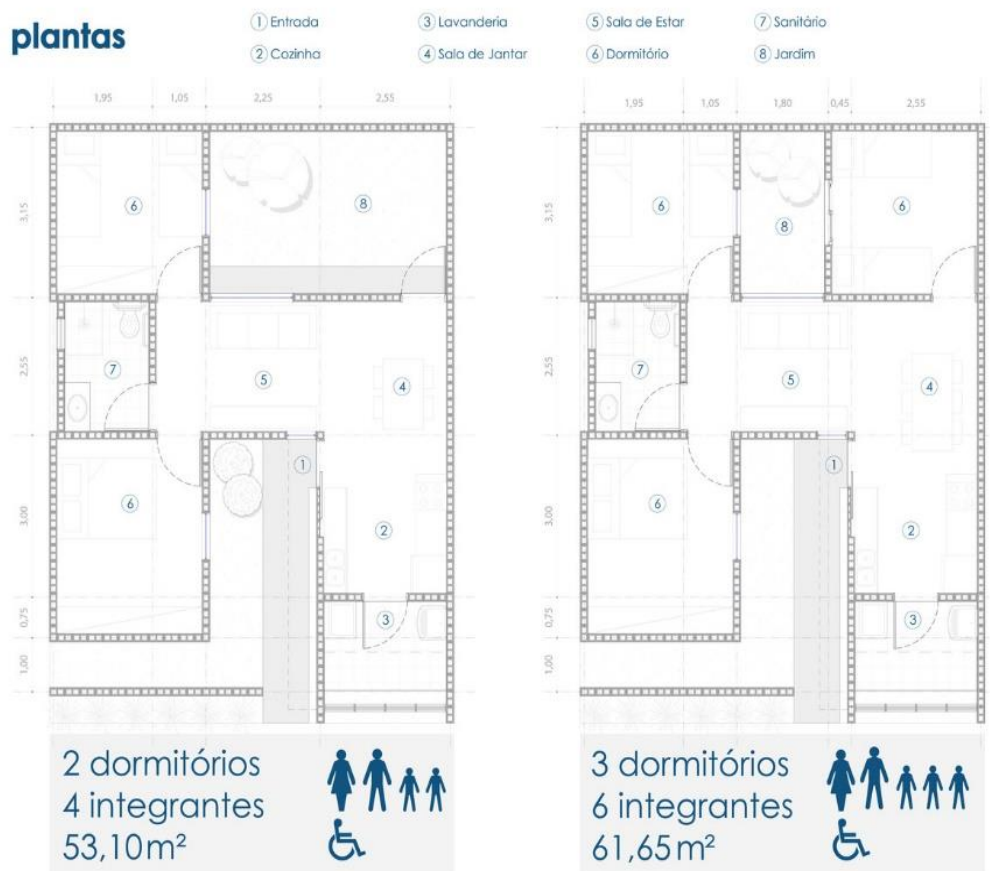 plantas
① Entrada
③ Lavanderia
⑤ Sala de Estar
⑦ Sanitário
② Cozinha
④ Sala de Jantar
⑥ Dormitório
⑧ Jardim
1,95 1,05 2,25 2,55
3,15
2,55
3,00
0,75
1,00
⑥
⑧
⑦
⑤
④
①
⑥
②
③
2 dormitórios
4 integrantes
53,10m²
1,95 1,05 1,80 0,45 2,55
3,15
2,55
3,00
0,75
1,00
⑥
⑥
⑧
⑦
⑤
④
①
⑥
②
③
3 dormitórios
6 integrantes
61,65m²